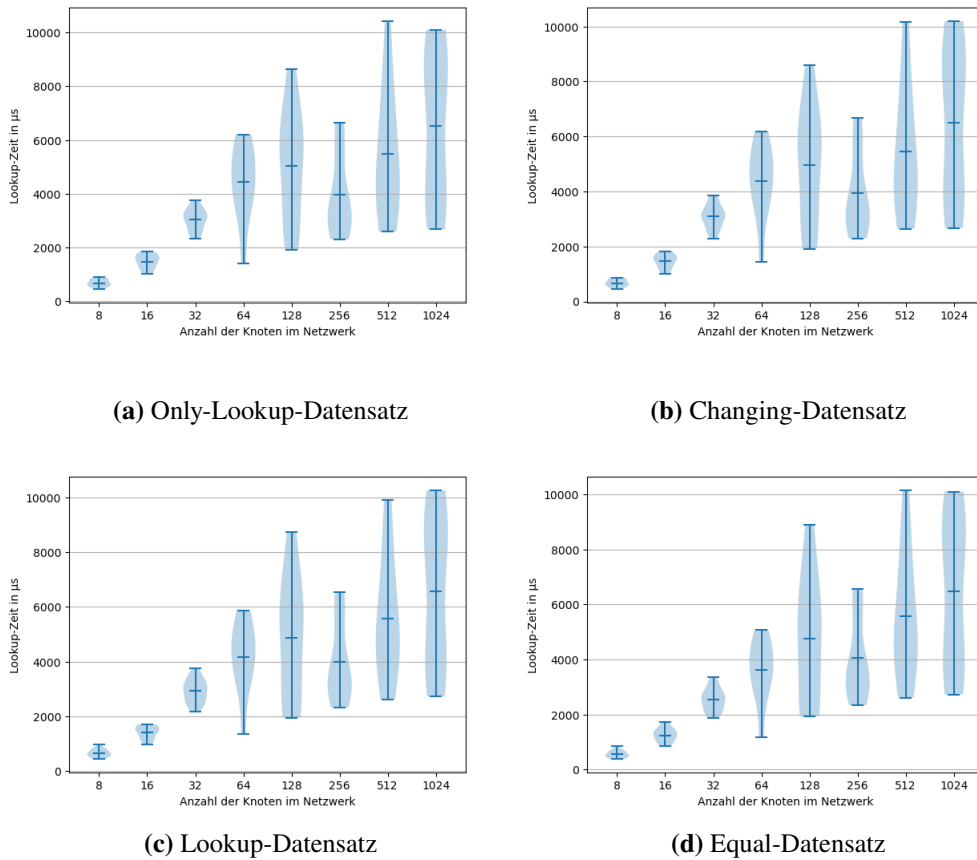 10000
8000
6000
4000
2000
0
Lookup-Zeit in µs
8 16 32 64 128 256 512 1024
Anzahl der Knoten im Netzwerk
(a) Only-Lookup-Datensatz
10000
8000
6000
4000
2000
0
Lookup-Zeit in µs
8 16 32 64 128 256 512 1024
Anzahl der Knoten im Netzwerk
(b) Changing-Datensatz
10000
8000
6000
4000
2000
0
Lookup-Zeit in µs
8 16 32 64 128 256 512 1024
Anzahl der Knoten im Netzwerk
(c) Lookup-Datensatz
10000
8000
6000
4000
2000
0
Lookup-Zeit in µs
8 16 32 64 128 256 512 1024
Anzahl der Knoten im Netzwerk
(d) Equal-Datensatz